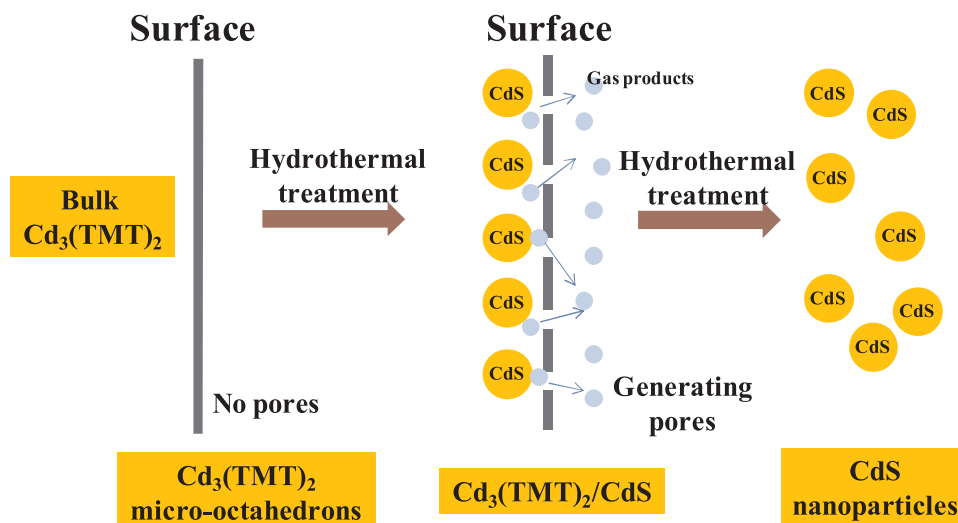 Surface
Bulk
Cd₃(TMT)₂
No pores
Cd₃(TMT)₂
micro-octahedrons
Hydrothermal
treatment
Surface
Gas products
CdS
CdS
CdS
CdS
CdS
Generating
pores
Cd₃(TMT)₂/CdS
Hydrothermal
treatment
CdS
CdS
CdS
CdS
CdS
CdS
CdS
CdS
nanoparticles